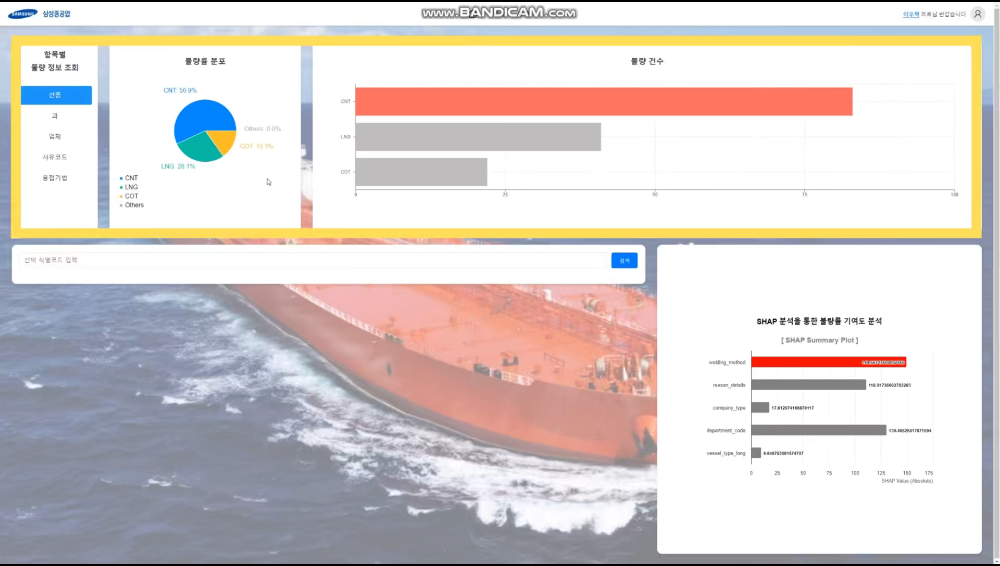 SAMSUNG 삼성중공업
www.BANDICAM.com
이우혁 프로님 반갑습니다
항목별
불량 정보 조회
선종
과
업체
사유코드
용접기법
불량률 분포
CNT: 56.9%
Others: 0.0%
COT: 15.1%
LNG: 28.1%
CNT
LNG
COT
Others
불량 건수
CNT
LNG
COT
0 25 50 75 100
선박 식별코드 입력
검색
SHAP 분석을 통한 불량률 기여도 분석
[ SHAP Summary Plot ]
welding_method
reason_details 110.91736602783203
company_type 17.612974166870117
department_code 130.40525817871094
vessel_type_long 9.646763801574707
0 25 50 75 100 125 150 175
SHAP Value (Absolute)